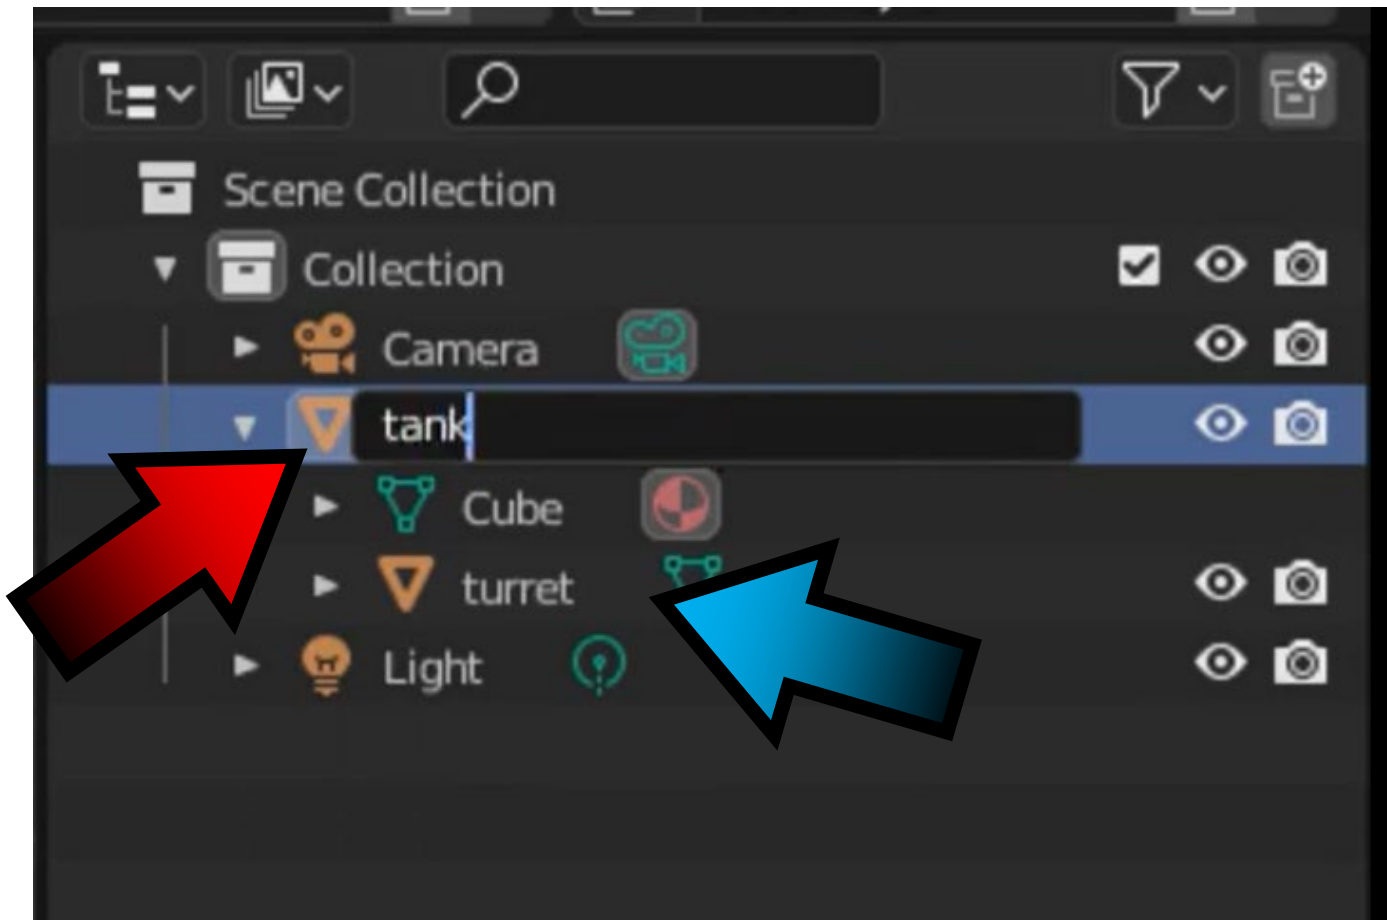 Scene Collection
Collection
Camera
tank
Cube
turret
Light